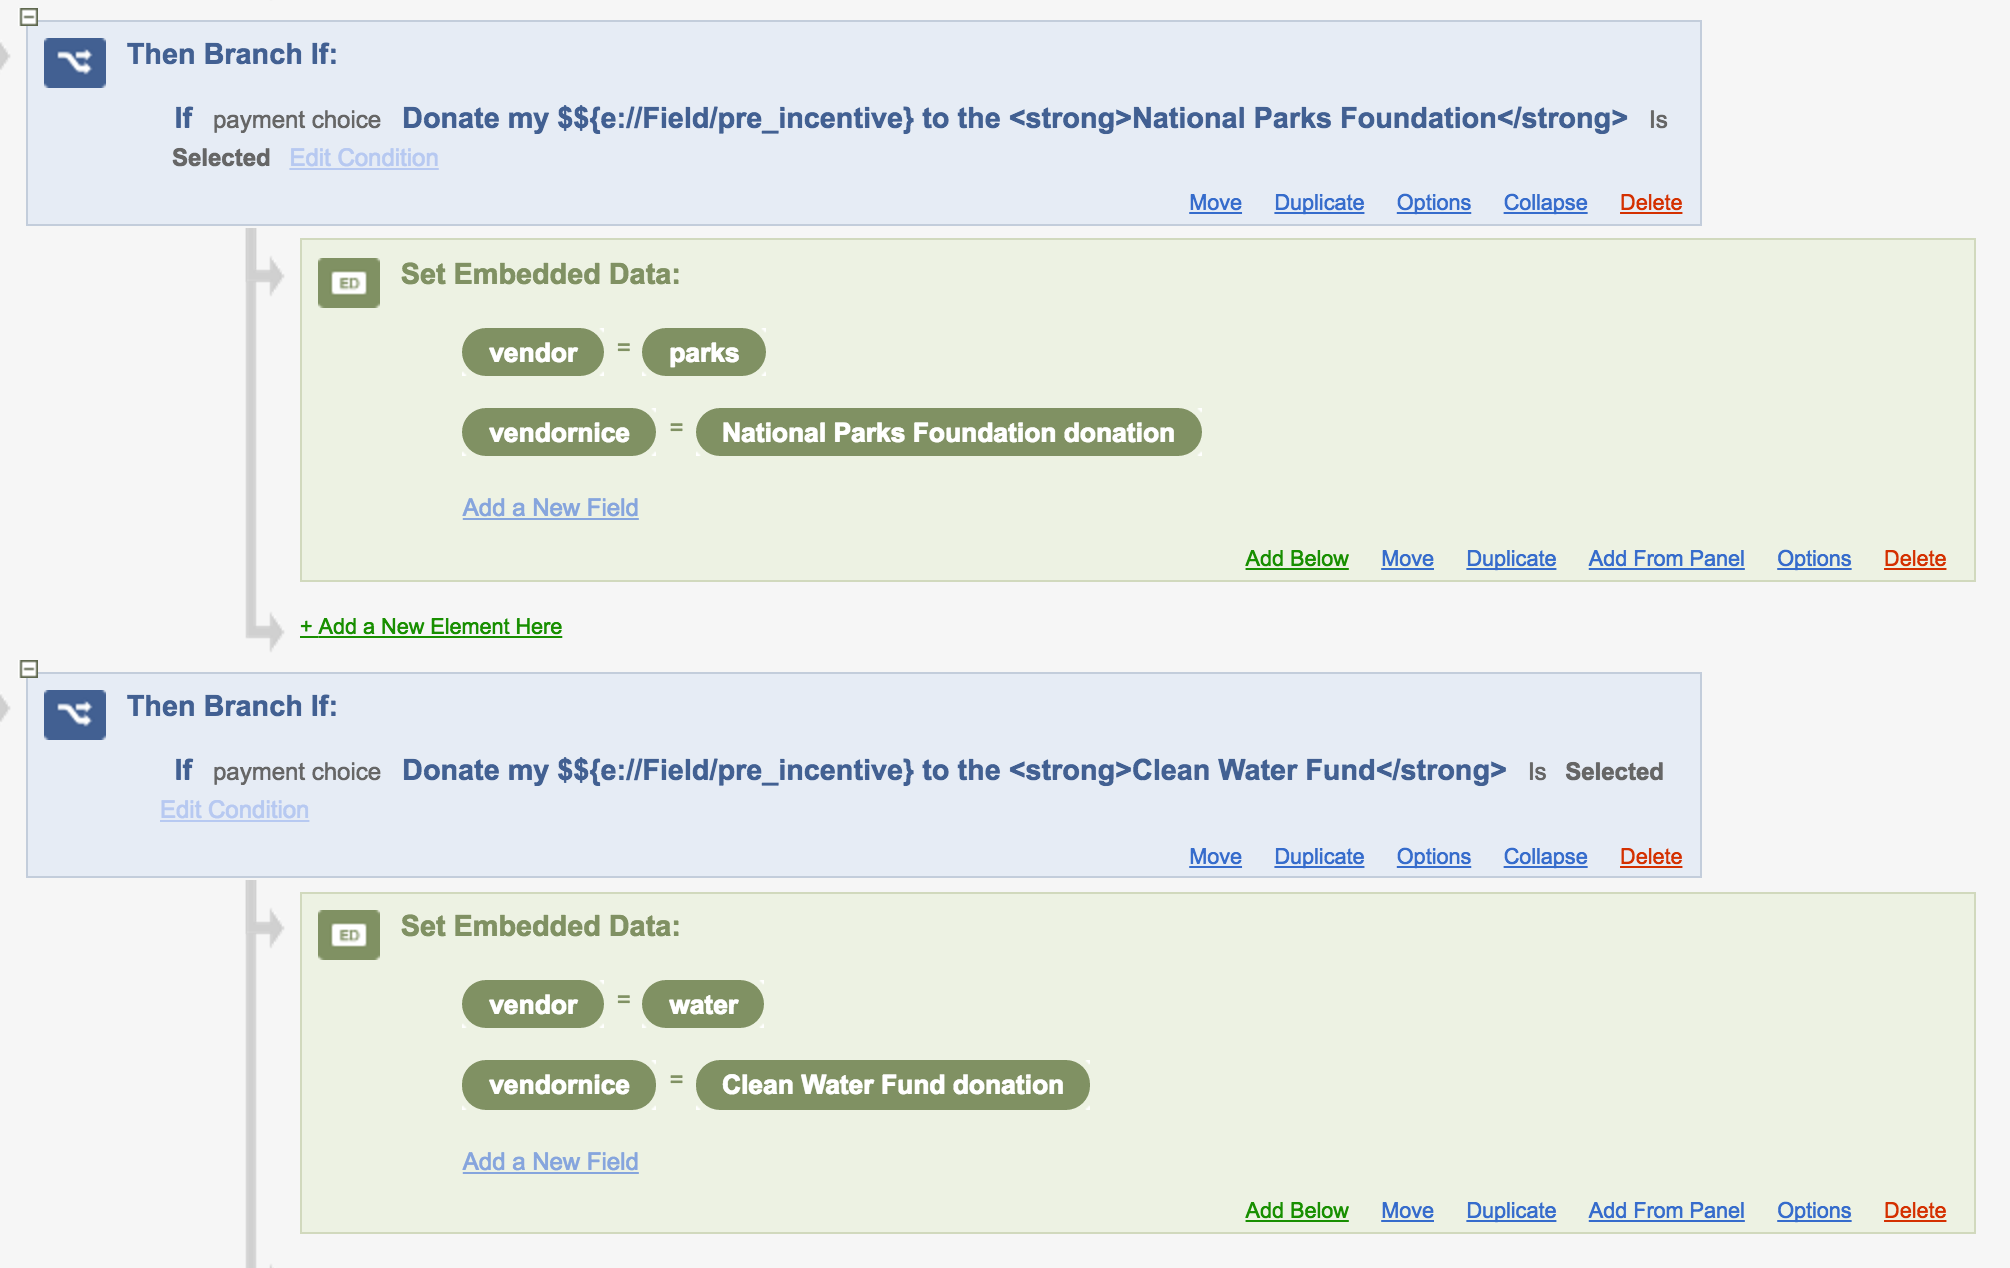 Then Branch If:
If payment choice Donate my $${e://Field/pre_incentive} to the <strong>National Parks Foundation</strong> Is
Selected Edit Condition
Move Duplicate Options Collapse Delete
ED Set Embedded Data:
vendor = parks
vendornice = National Parks Foundation donation
Add a New Field
Add Below Move Duplicate Add From Panel Options Delete
+ Add a New Element Here
Then Branch If:
If payment choice Donate my $${e://Field/pre_incentive} to the <strong>Clean Water Fund</strong> Is Selected
Edit Condition
Move Duplicate Options Collapse Delete
ED Set Embedded Data:
vendor = water
vendornice = Clean Water Fund donation
Add a New Field
Add Below Move Duplicate Add From Panel Options Delete